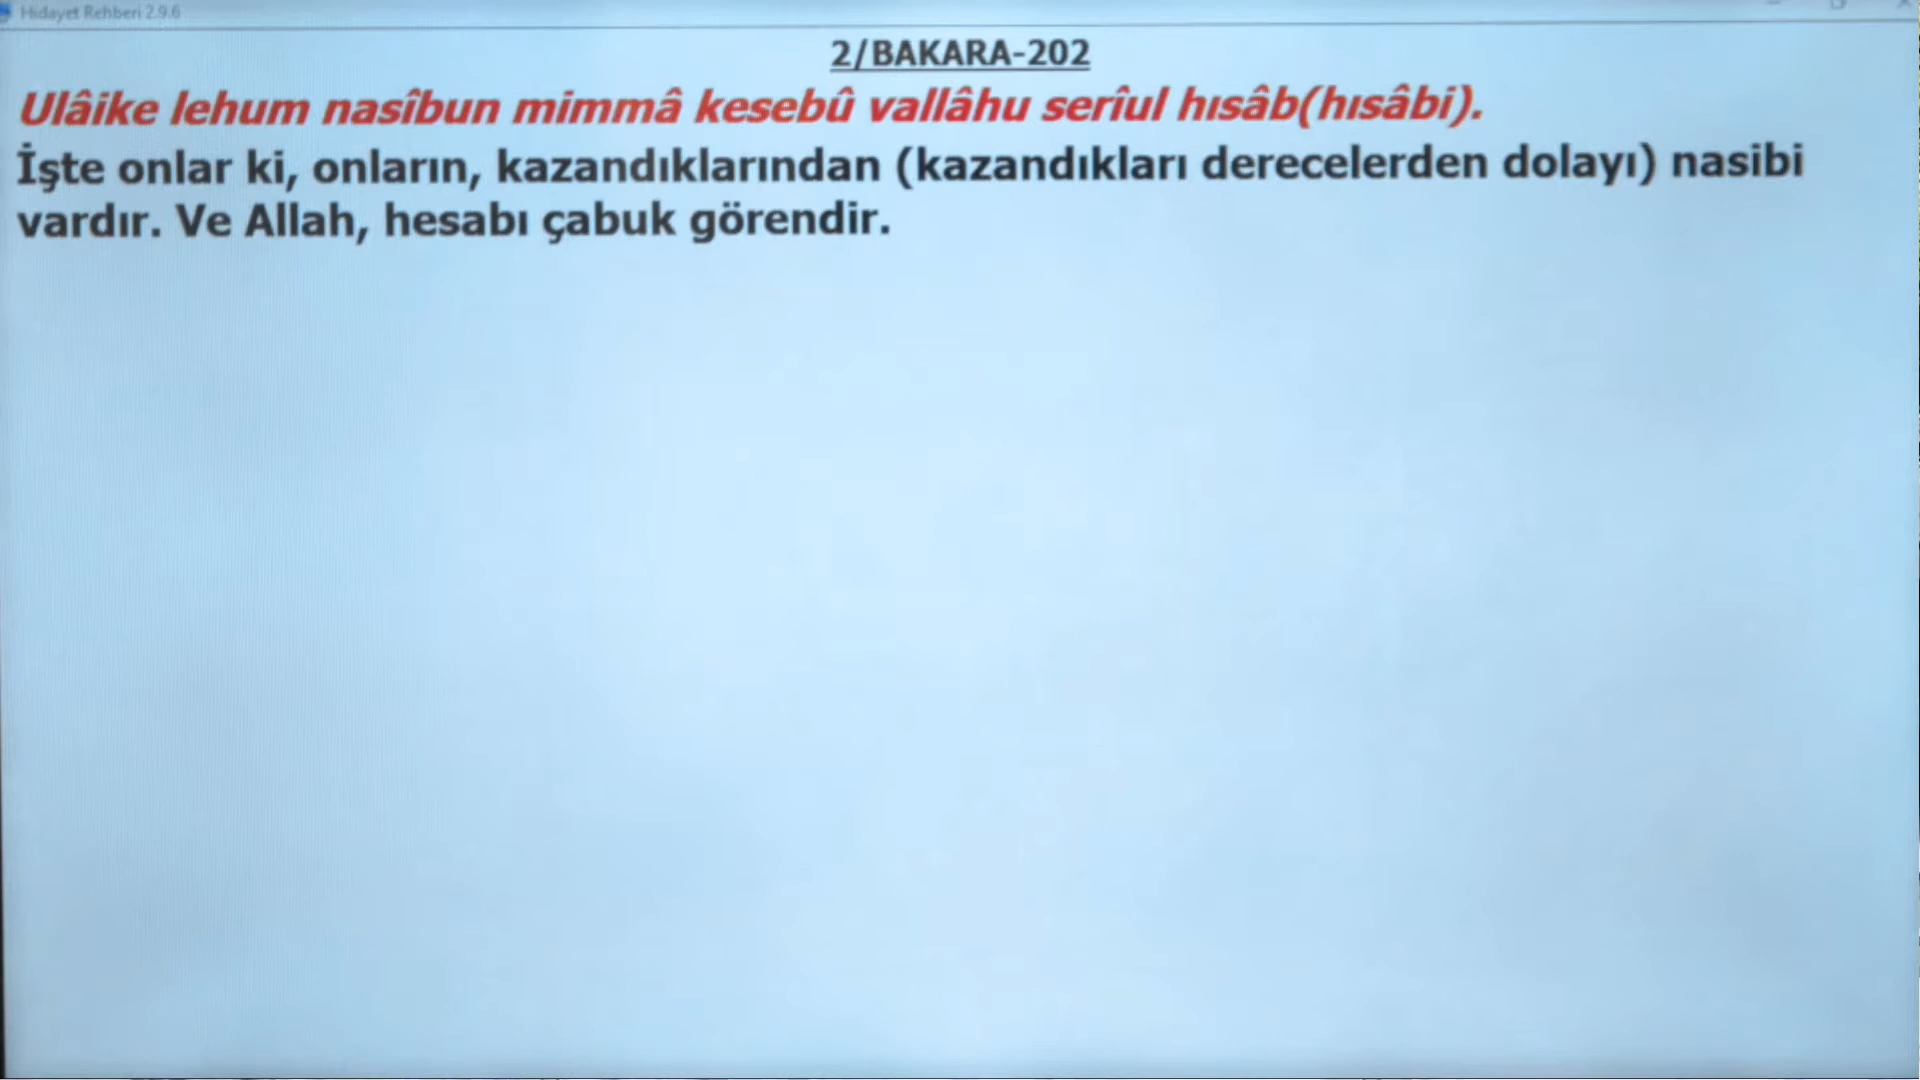 Hidayet Rehberi 2.9.6
2/BAKARA-202
Ulâike lehum nasîbun mimmâ kesebû vallâhu serîul hısâb(hısâbi).
İşte onlar ki, onların, kazandıklarından (kazandıkları derecelerden dolayı) nasibi
vardır. Ve Allah, hesabı çabuk görendir.